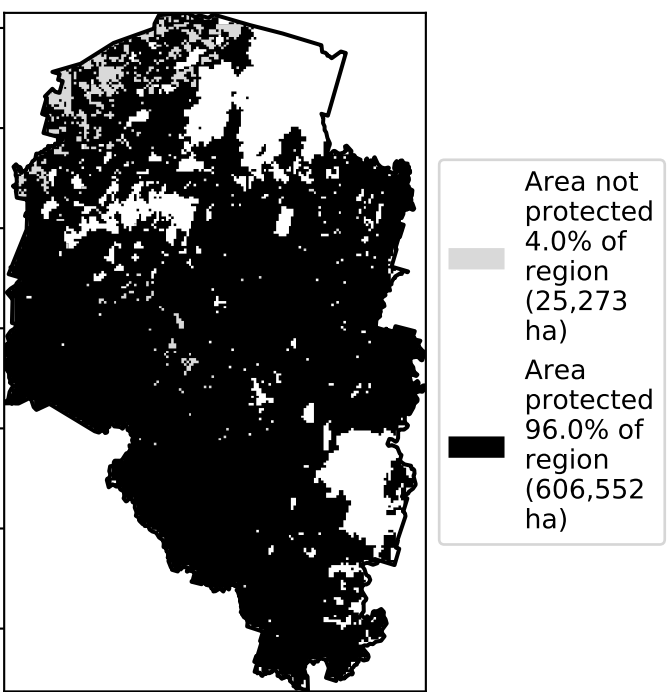 Area not
protected
4.0% of
region
(25,273
ha)
Area
protected
96.0% of
region
(606,552
ha)